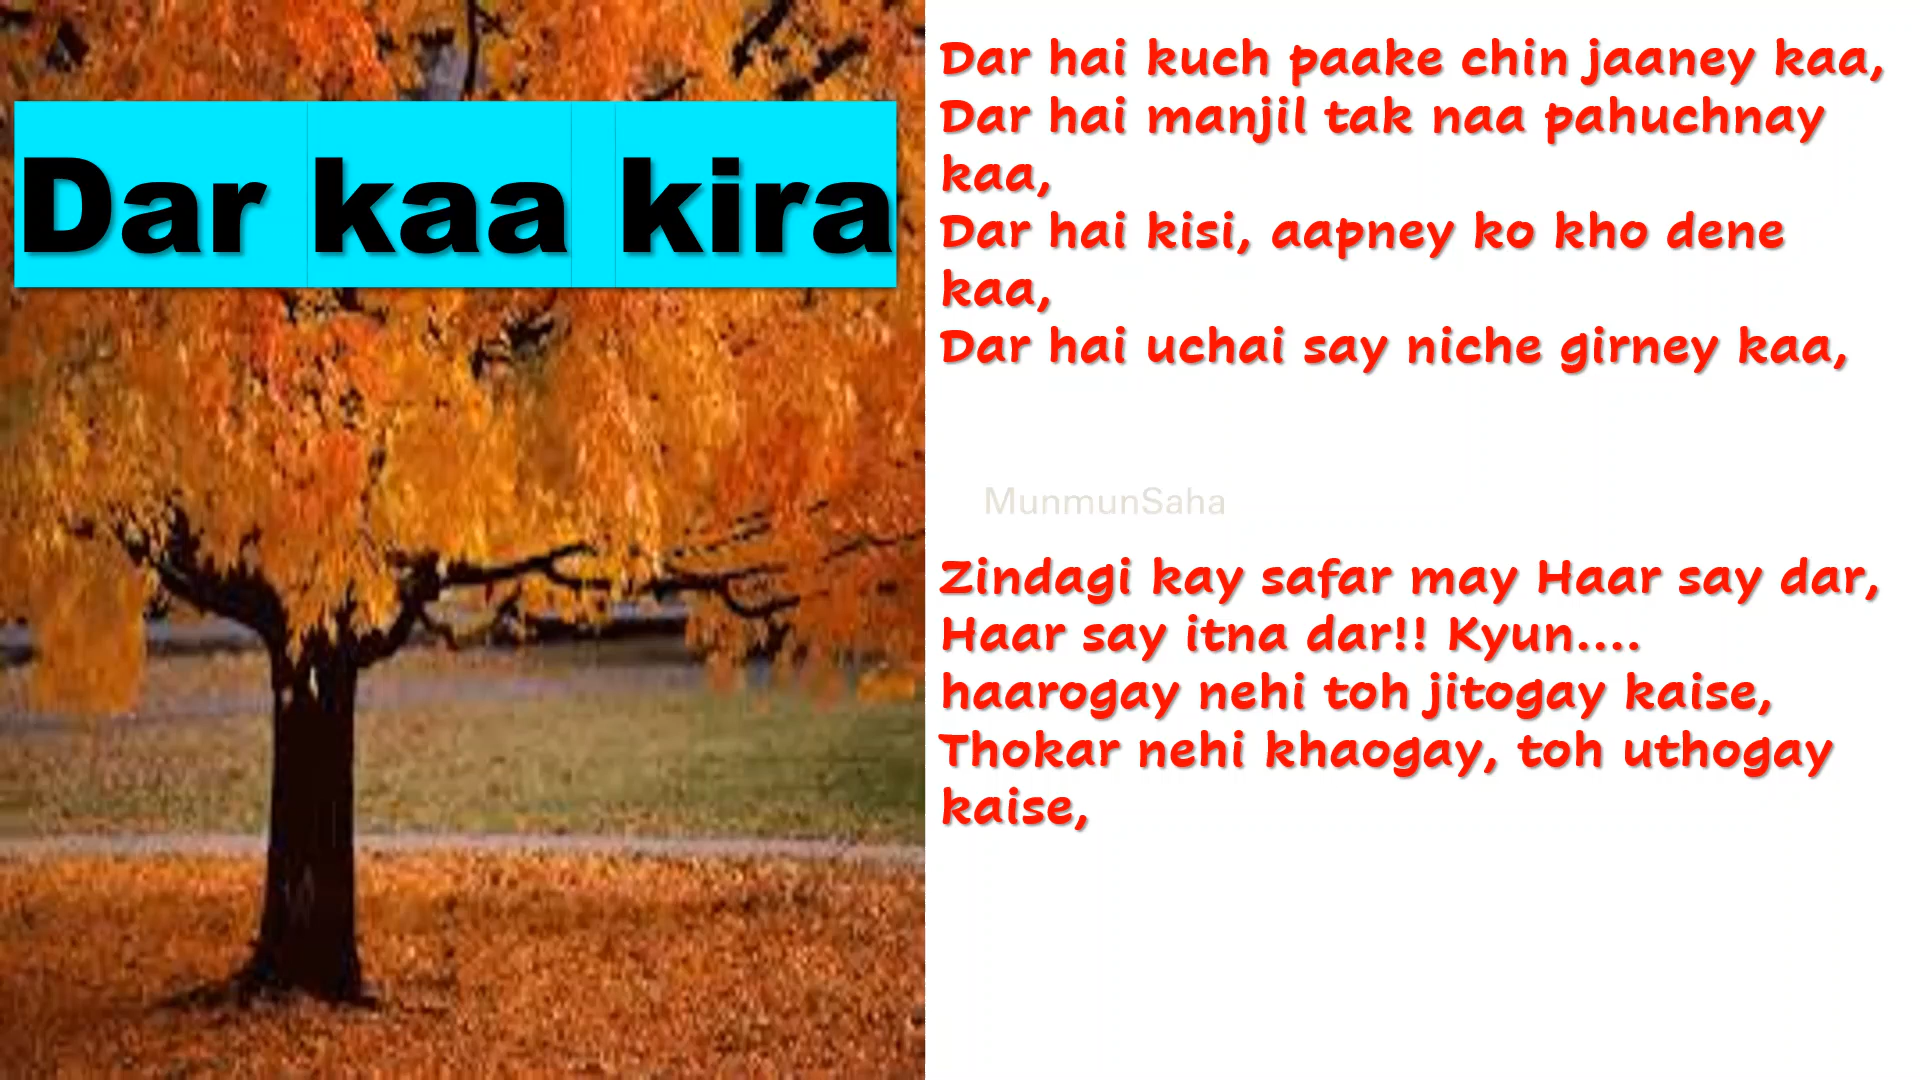 Dar kaa kira
Dar hai kuch paake chin jaaney kaa,
Dar hai manjil tak naa pahuchnay
kaa,
Dar hai kisi, aapney ko kho dene
kaa,
Dar hai uchai say niche girney kaa,
MunmunSaha
Zindagi kay safar may Haar say dar,
Haar say itna dar!! Kyun....
haarogay nehi toh jitogay kaise,
Thokar nehi khaogay, toh uthogay
kaise,